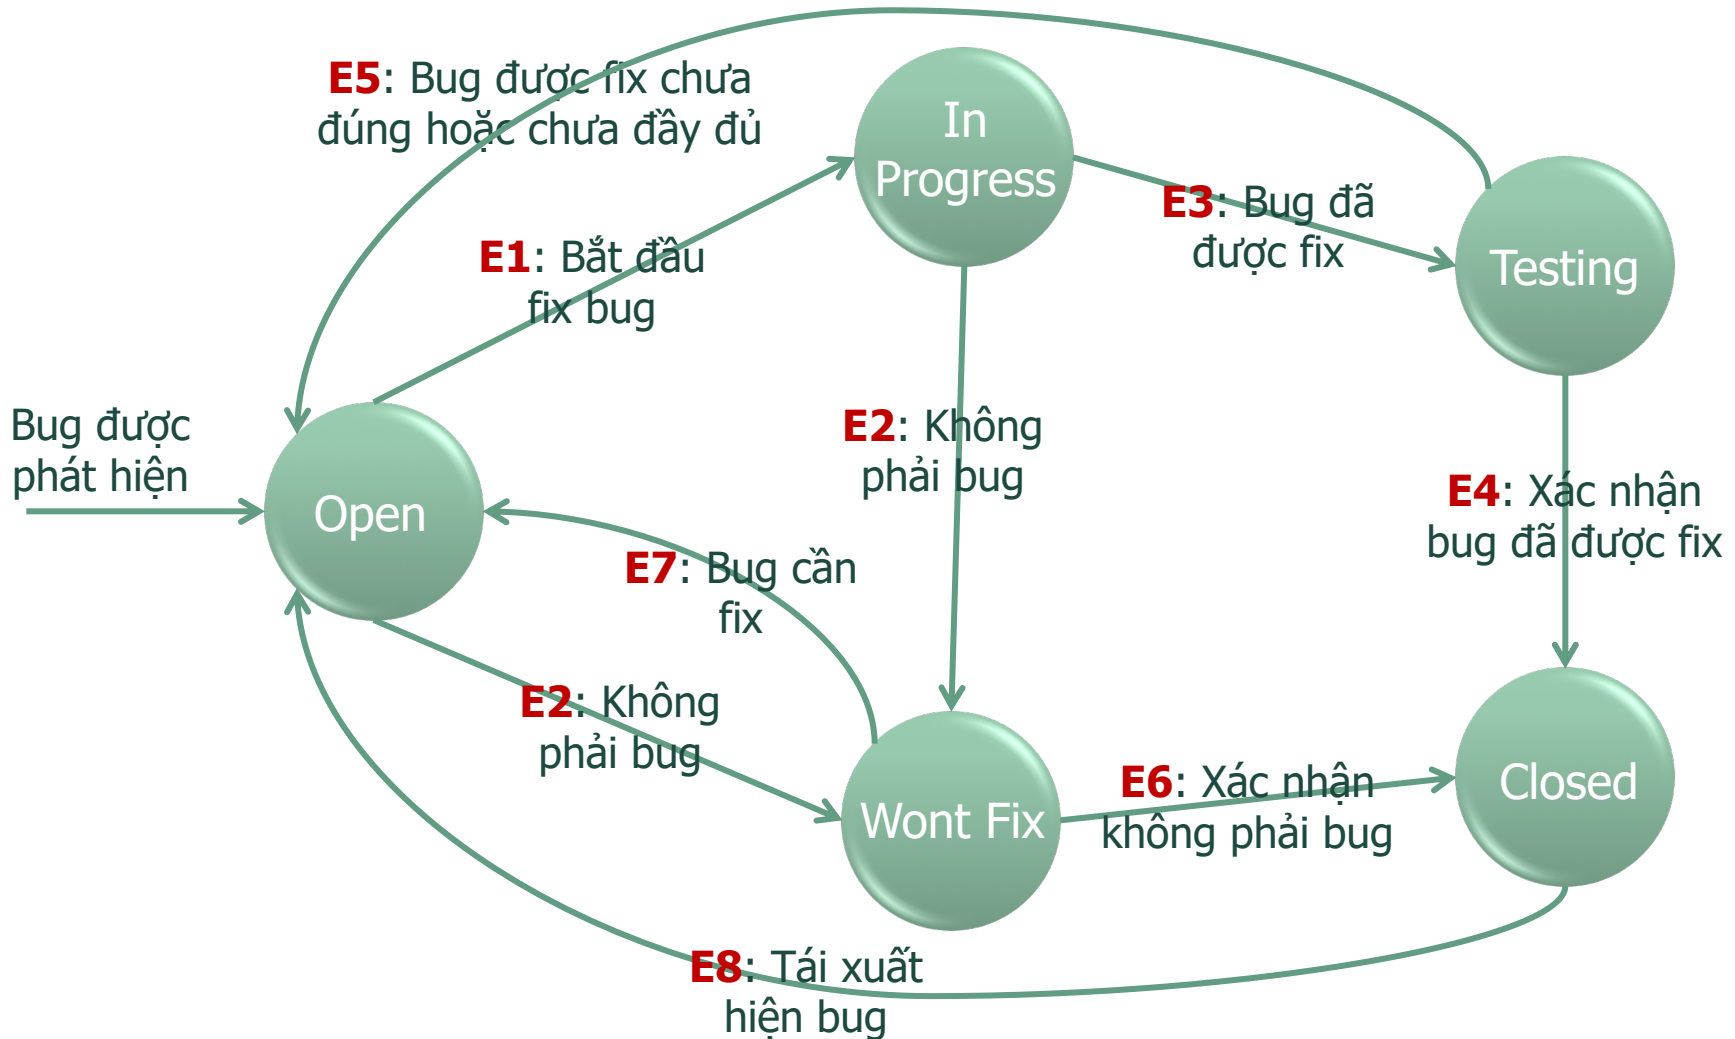 E5: Bug được fix chưa
đúng hoặc chưa đầy đủ
In
Progress
E3: Bug đã
được fix
Testing
E1: Bắt đầu
fix bug
Bug được
phát hiện
Open
E2: Không
phải bug
E4: Xác nhận
bug đã được fix
E7: Bug cần
fix
E2: Không
phải bug
Wont Fix
E6: Xác nhận
không phải bug
Closed
E8: Tái xuất
hiện bug